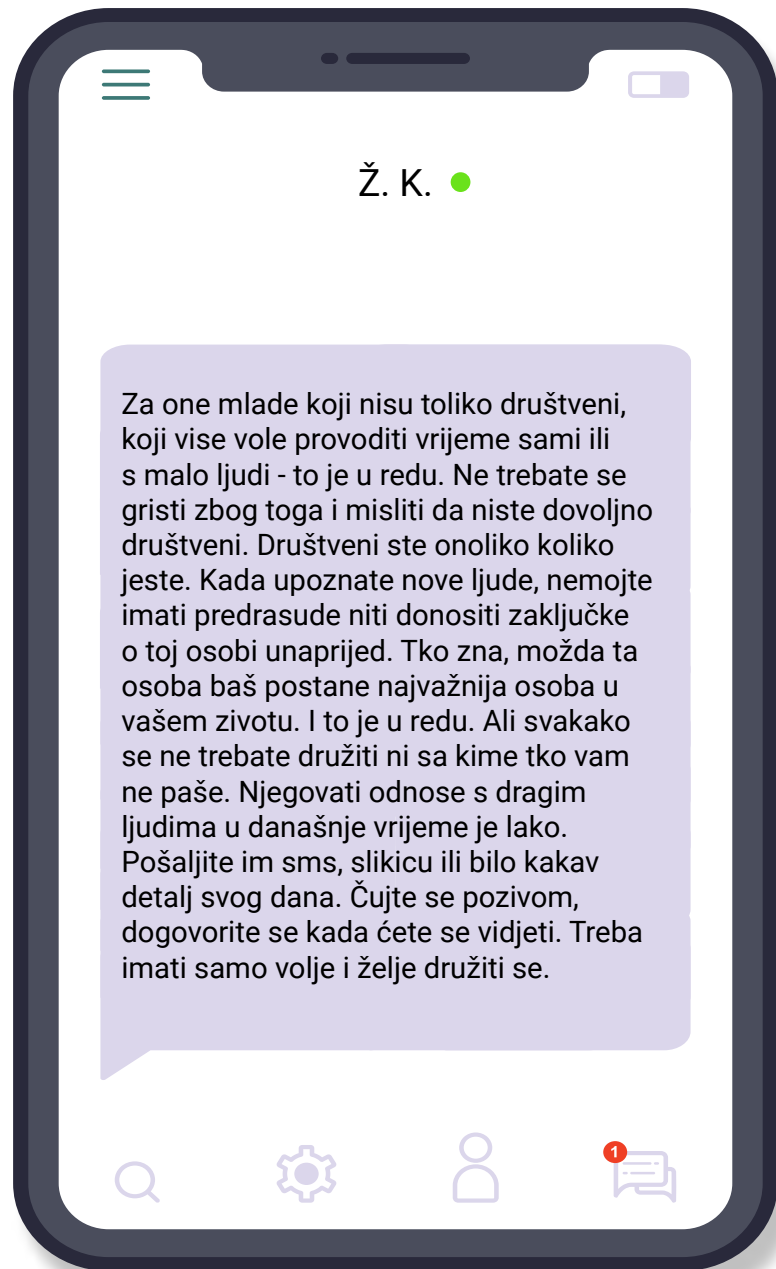 Ž. K.
Za one mlade koji nisu toliko društveni,
koji vise vole provoditi vrijeme sami ili
s malo ljudi - to je u redu. Ne trebate se
gristi zbog toga i misliti da niste dovoljno
društveni. Društveni ste onoliko koliko
jeste. Kada upoznate nove ljude, nemojte
imati predrasude niti donositi zaključke
o toj osobi unaprijed. Tko zna, možda ta
osoba baš postane najvažnija osoba u
vašem zivotu. I to je u redu. Ali svakako
se ne trebate družiti ni sa kime tko vam
ne paše. Njegovati odnose s dragim
ljudima u današnje vrijeme je lako.
Pošaljite im sms, slikicu ili bilo kakav
detalj svog dana. Čujte se pozivom,
dogovorite se kada ćete se vidjeti. Treba
imati samo volje i želje družiti se.
1